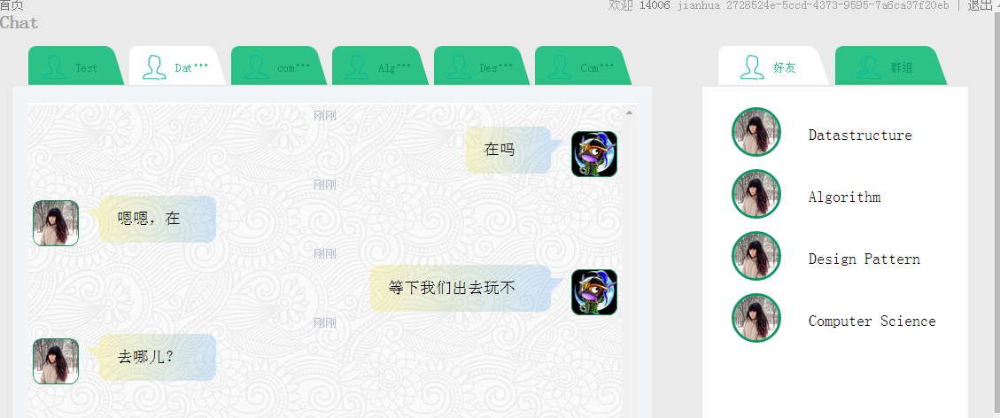 首页
欢迎 14006 jianhua 2728524e-5ccd-4373-9595-7a6ca37f20eb | 退出
Chat
Test
Dat•••
com•••
Alg•••
Des•••
Com•••
好友
群组
刚刚
在吗
刚刚
嗯嗯，在
刚刚
等下我们出去玩不
刚刚
去哪儿？
Datastructure
Algorithm
Design Pattern
Computer Science